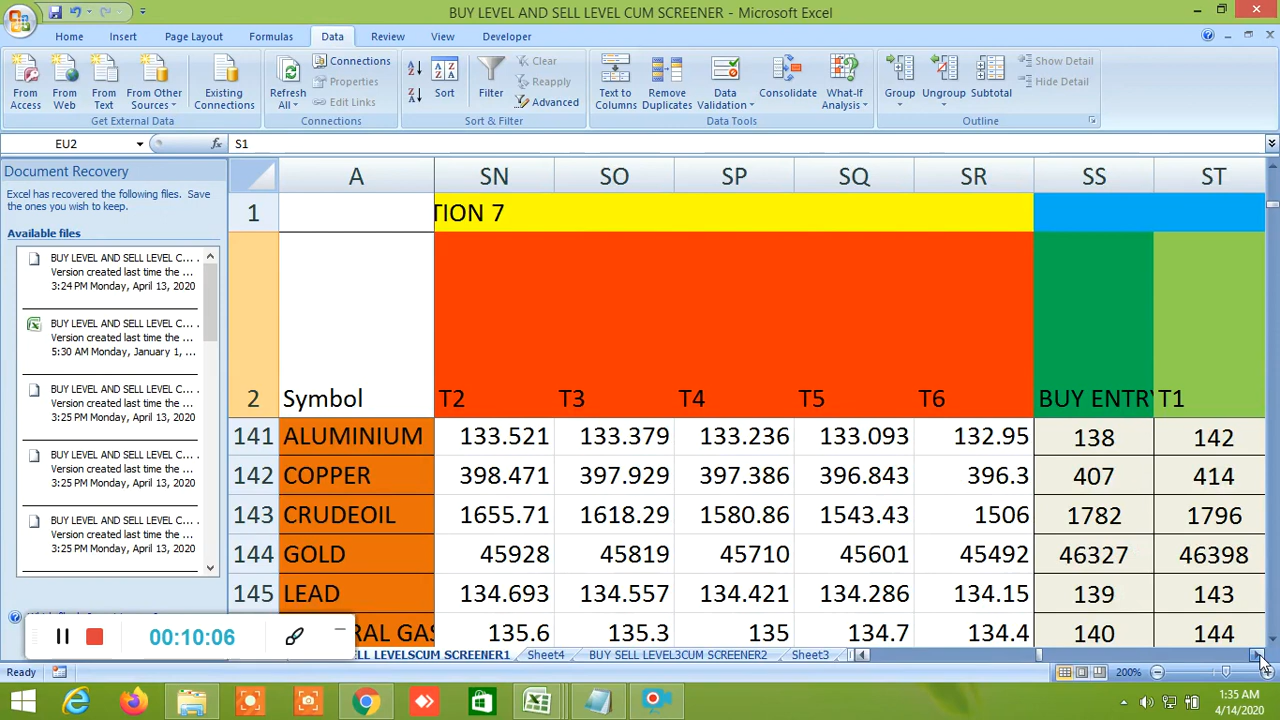 BUY LEVEL AND SELL LEVEL CUM SCREENER - Microsoft Excel
Home Insert Page Layout Formulas Data Review View Developer
From Access
From Web
From Text
From Other Sources
Existing Connections
Get External Data
Refresh All
Connections
Properties
Edit Links
Connections
Sort
Filter
Clear
Reapply
Advanced
Sort & Filter
Text to Columns
Remove Duplicates
Data Validation
Consolidate
What-If Analysis
Data Tools
Group
Ungroup
Subtotal
Show Detail
Hide Detail
Outline
EU2 fx S1
Document Recovery
Excel has recovered the following files. Save
the ones you wish to keep.
Available files
BUY LEVEL AND SELL LEVEL C... .
Version created last time the ...
3:24 PM Monday, April 13, 2020
BUY LEVEL AND SELL LEVEL C... .
Version created last time the ...
5:30 AM Monday, January 1, ...
BUY LEVEL AND SELL LEVEL C... .
Version created last time the ...
3:25 PM Monday, April 13, 2020
BUY LEVEL AND SELL LEVEL C... .
Version created last time the ...
3:25 PM Monday, April 13, 2020
BUY LEVEL AND SELL LEVEL C... .
Version created last time the ...
3:25 PM Monday, April 13, 2020
A SN SO SP SQ SR SS ST
1 TION 7
2 Symbol T2 T3 T4 T5 T6 BUY ENTRY T1
141 ALUMINIUM 133.521 133.379 133.236 133.093 132.95 138 142
142 COPPER 398.471 397.929 397.386 396.843 396.3 407 414
143 CRUDEOIL 1655.71 1618.29 1580.86 1543.43 1506 1782 1796
144 GOLD 45928 45819 45710 45601 45492 46327 46398
145 LEAD 134.693 134.557 134.421 134.286 134.15 139 143
RAL GAS 135.6 135.3 135 134.7 134.4 140 144
00:10:06
LEVELSCUM SCREENER1 Sheet4 BUY SELL LEVEL3CUM SCREENER2 Sheet3
Ready 200%
1:35 AM
4/14/2020